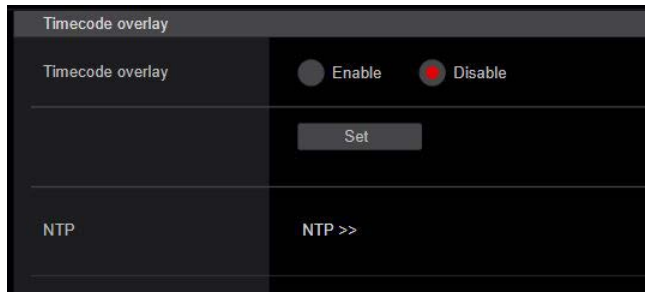 Timecode overlay
Timecode overlay Enable Disable
Set
NTP NTP >>